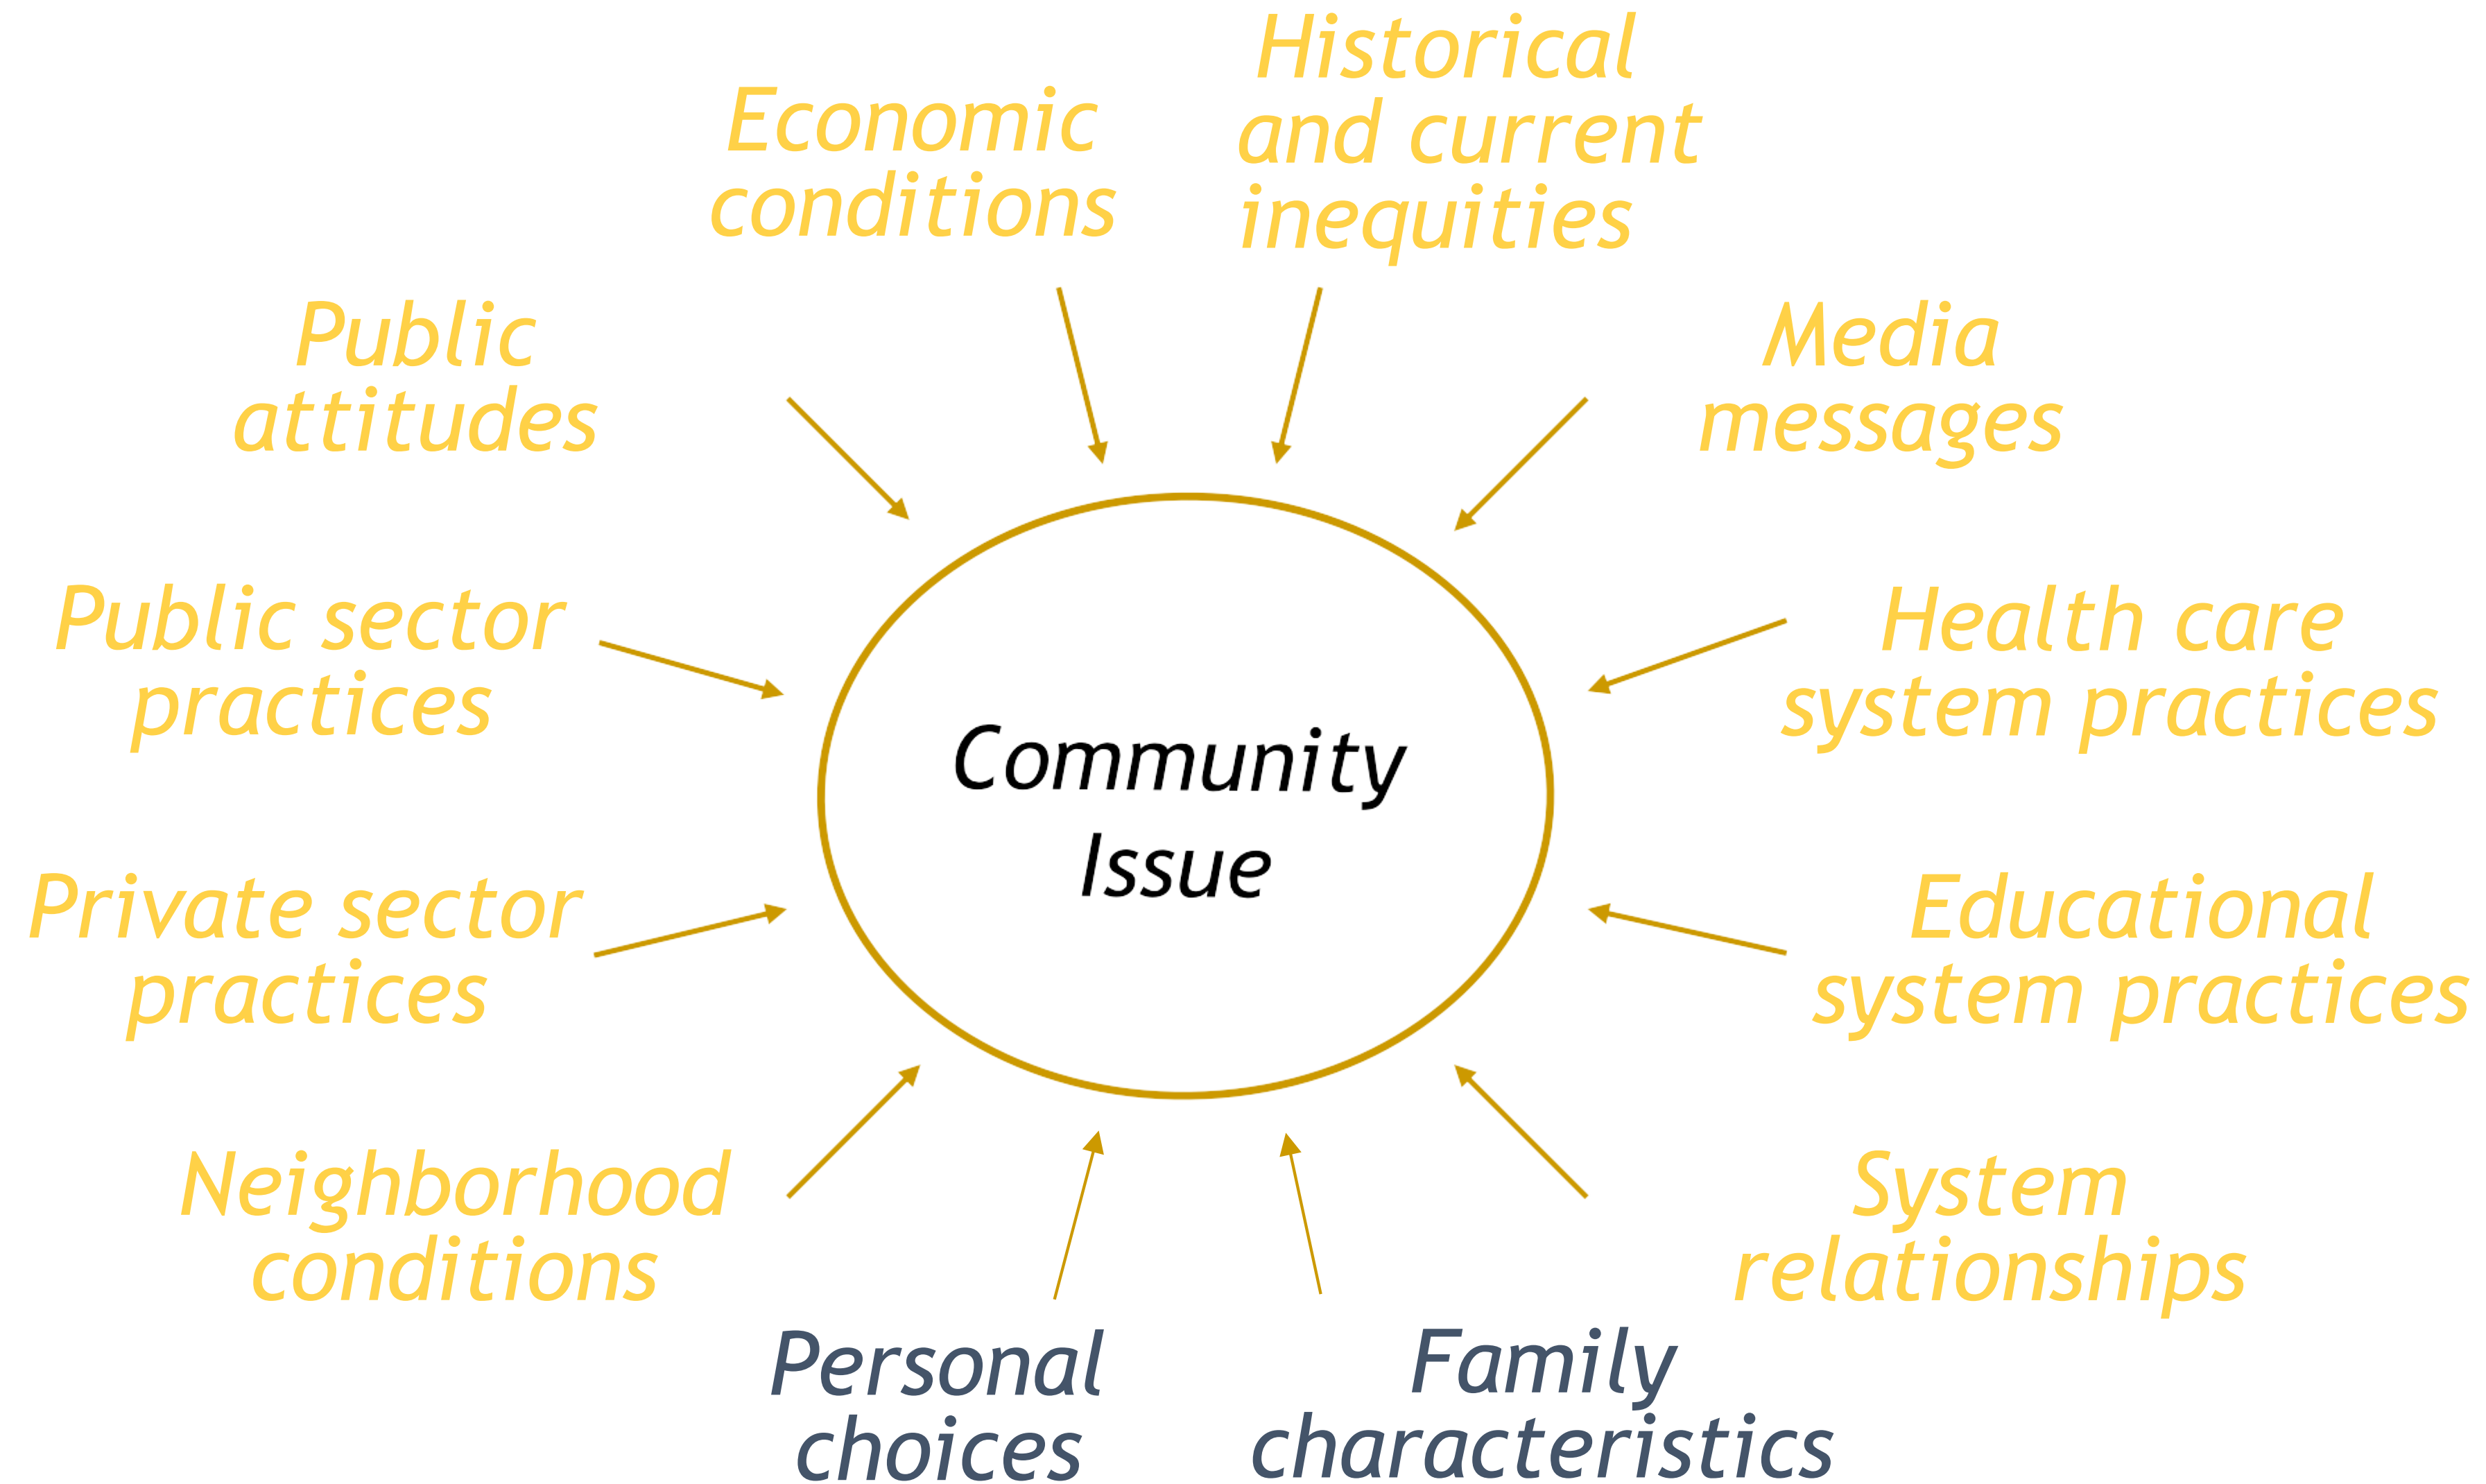 Historical
and current
inequities
Economic
conditions
Public
attitudes
Media
messages
Public sector
practices
Health care
system practices
Community
Issue
Private sector
practices
Educational
system practices
Neighborhood
conditions
System
relationships
Personal
choices
Family
characteristics